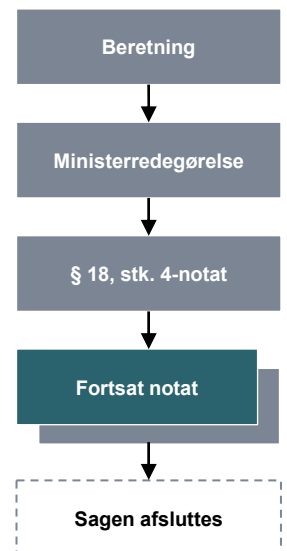 Beretning
Ministerredegørelse
§ 18, stk. 4-notat
Fortsat notat
Sagen afsluttes